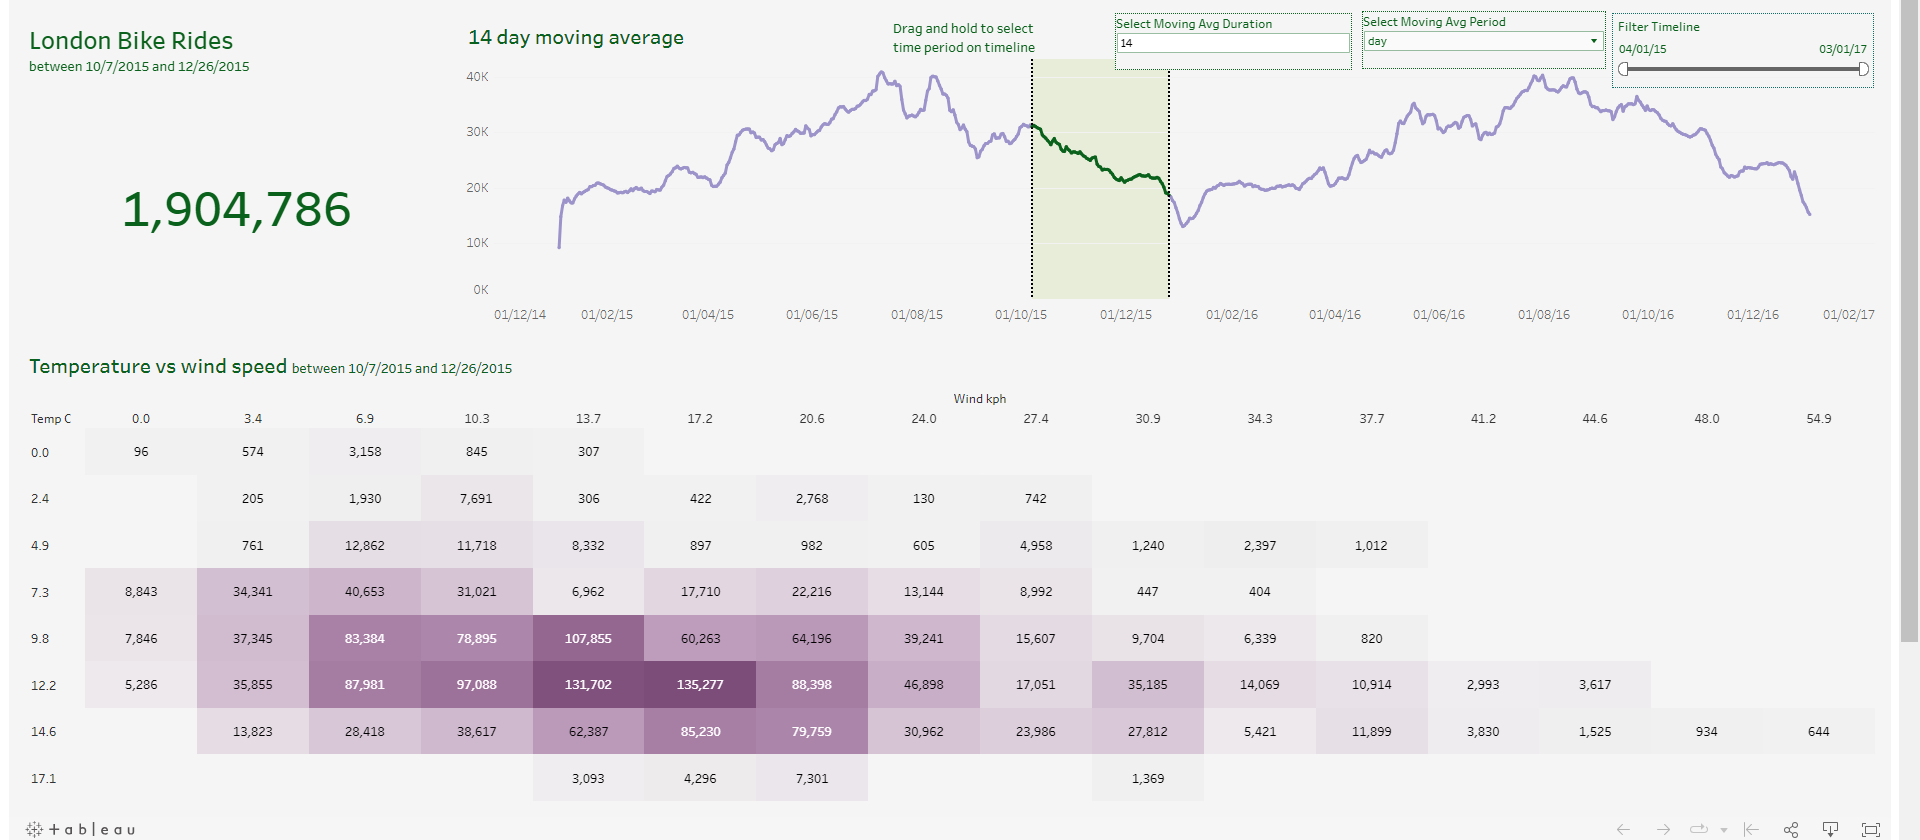 London Bike Rides
between 10/7/2015 and 12/26/2015
1,904,786
14 day moving average
Drag and hold to select
time period on timeline
Select Moving Avg Duration
14
Select Moving Avg Period
day
Filter Timeline
04/01/15 03/01/17
40K
30K
20K
10K
0K
01/12/14 01/02/15 01/04/15 01/06/15 01/08/15 01/10/15 01/12/15 01/02/16 01/04/16 01/06/16 01/08/16 01/10/16 01/12/16 01/02/17
Temperature vs wind speed between 10/7/2015 and 12/26/2015
Wind kph
Temp C 0.0 3.4 6.9 10.3 13.7 17.2 20.6 24.0 27.4 30.9 34.3 37.7 41.2 44.6 48.0 54.9
0.0 96 574 3,158 845 307
2.4 205 1,930 7,691 306 422 2,768 130 742
4.9 761 12,862 11,718 8,332 897 982 605 4,958 1,240 2,397 1,012
7.3 8,843 34,341 40,653 31,021 6,962 17,710 22,216 13,144 8,992 447 404
9.8 7,846 37,345 83,384 78,895 107,855 60,263 64,196 39,241 15,607 9,704 6,339 820
12.2 5,286 35,855 87,981 97,088 131,702 135,277 88,398 46,898 17,051 35,185 14,069 10,914 2,993 3,617
14.6 13,823 28,418 38,617 62,387 85,230 79,759 30,962 23,986 27,812 5,421 11,899 3,830 1,525 934 644
17.1 3,093 4,296 7,301 1,369
+ableau